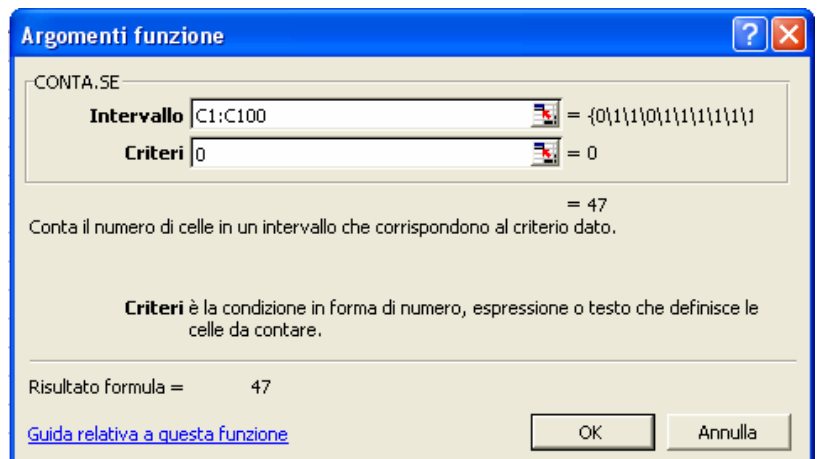 Argomenti funzione
CONTA.SE
Intervallo C1:C100 = {0\1\1\0\1\1\1\1\1\1
Criteri 0 = 0
= 47
Conta il numero di celle in un intervallo che corrispondono al criterio dato.
Criteri è la condizione in forma di numero, espressione o testo che definisce le
celle da contare.
Risultato formula = 47
Guida relativa a questa funzione OK Annulla